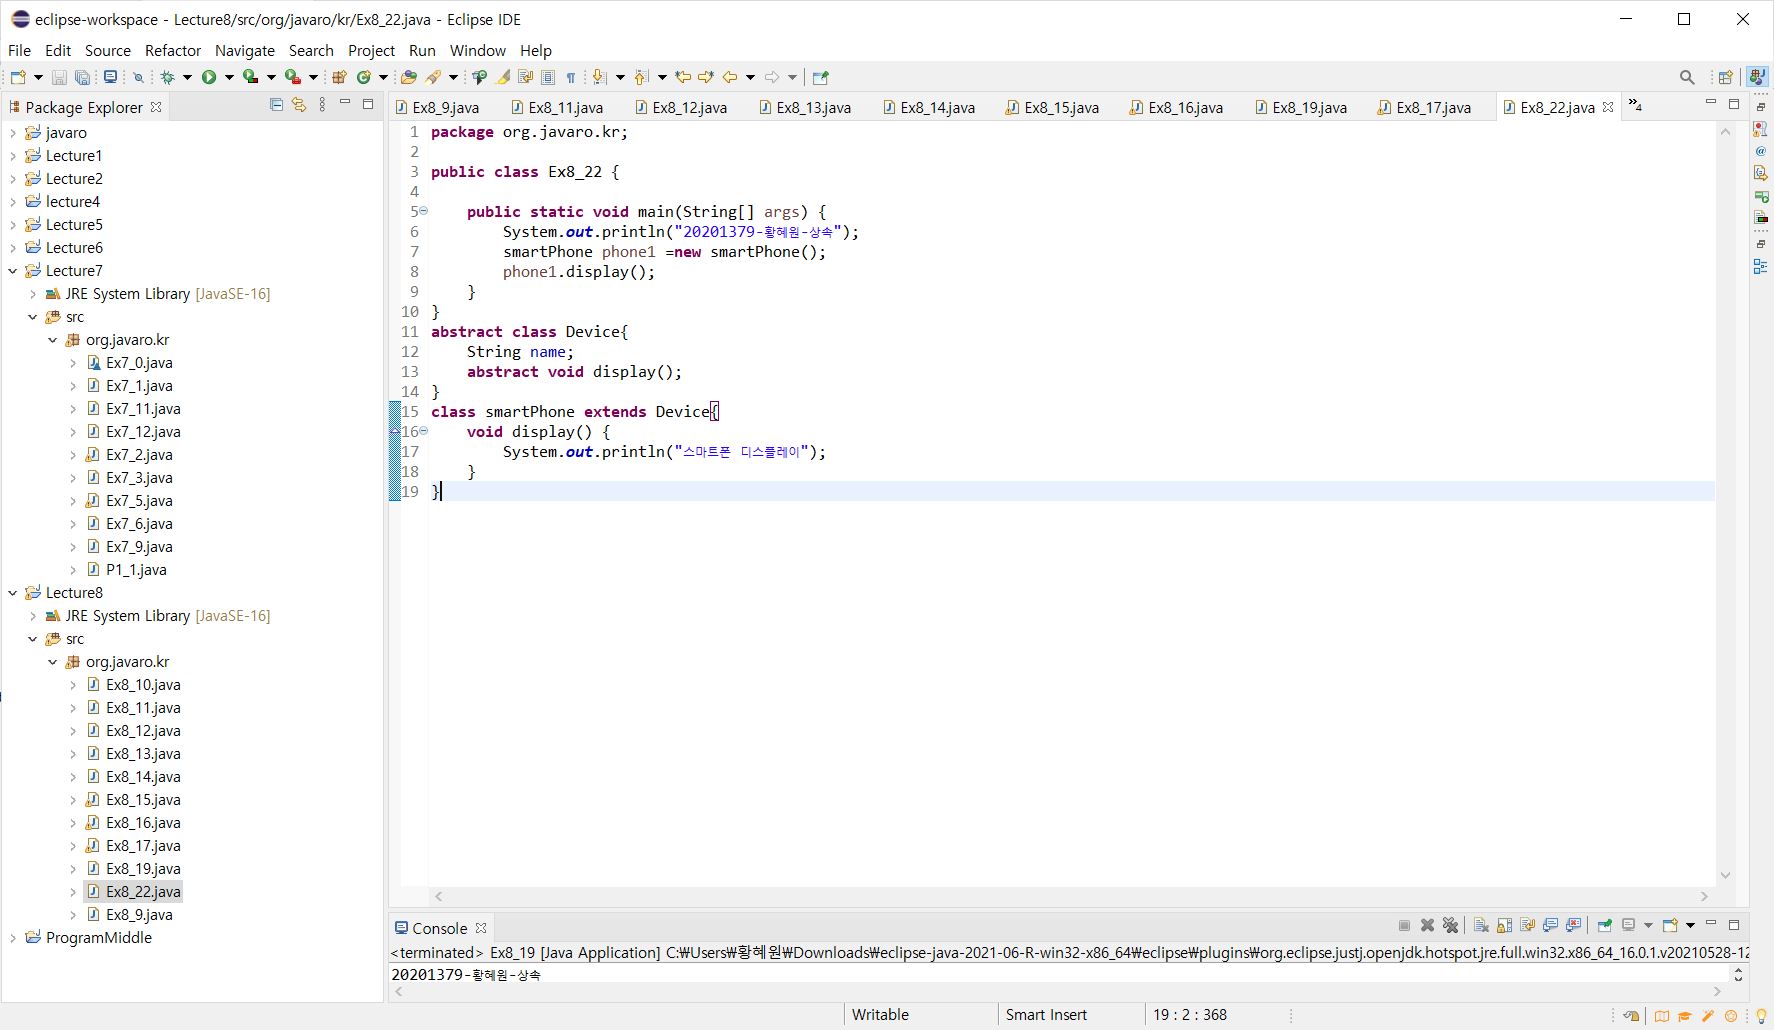 eclipse-workspace - Lecture8/src/org/javaro/kr/Ex8_22.java - Eclipse IDE
File Edit Source Refactor Navigate Search Project Run Window Help
Package Explorer
javaro
Lecture1
Lecture2
lecture4
Lecture5
Lecture6
Lecture7
JRE System Library [JavaSE-16]
src
org.javaro.kr
Ex7_0.java
Ex7_1.java
Ex7_11.java
Ex7_12.java
Ex7_2.java
Ex7_3.java
Ex7_5.java
Ex7_6.java
Ex7_9.java
P1_1.java
Lecture8
JRE System Library [JavaSE-16]
src
org.javaro.kr
Ex8_10.java
Ex8_11.java
Ex8_12.java
Ex8_13.java
Ex8_14.java
Ex8_15.java
Ex8_16.java
Ex8_17.java
Ex8_19.java
Ex8_22.java
Ex8_9.java
ProgramMiddle
Ex8_9.java Ex8_11.java Ex8_12.java Ex8_13.java Ex8_14.java Ex8_15.java Ex8_16.java Ex8_19.java Ex8_17.java Ex8_22.java »4
1 package org.javaro.kr;
2
3 public class Ex8_22 {
4
5 public static void main(String[] args) {
6 System.out.println("20201379-황혜원-상속");
7 smartPhone phone1 =new smartPhone();
8 phone1.display();
9 }
10 }
11 abstract class Device{
12 String name;
13 abstract void display();
14 }
15 class smartPhone extends Device{
16 void display() {
17 System.out.println("스마트폰 디스플레이");
18 }
19 }
Console
<terminated> Ex8_19 [Java Application] C:₩Users₩황혜원₩Downloads₩eclipse-java-2021-06-R-win32-x86_64₩eclipse₩plugins₩org.eclipse.justj.openjdk.hotspot.jre.full.win32.x86_64_16.0.1.v20210528-12
20201379-황혜원-상속
Writable Smart Insert 19 : 2 : 368